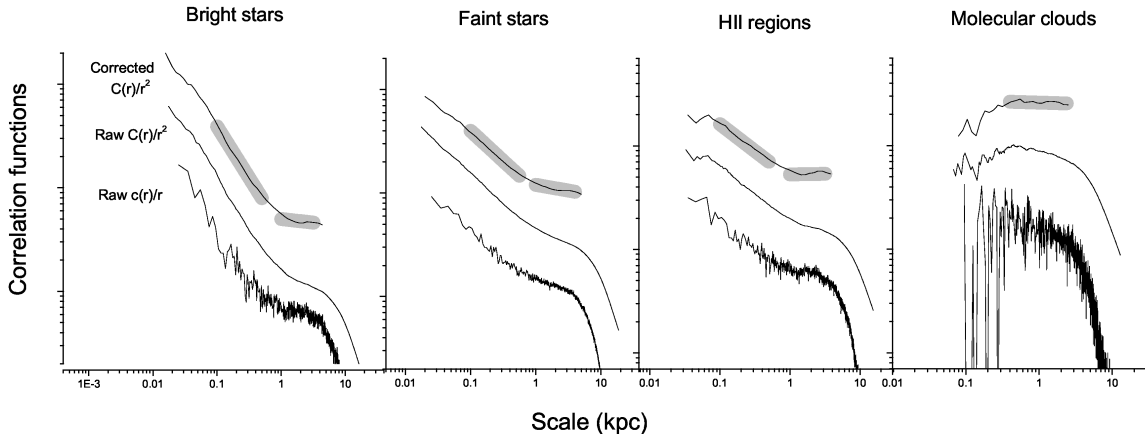 Bright stars
Faint stars
HII regions
Molecular clouds
Correlation functions
Corrected
C(r)/r²
Raw C(r)/r²
Raw c(r)/r
1E-3 0.01 0.1 1 10
0.01 0.1 1 10
0.01 0.1 1 10
0.01 0.1 1 10
Scale (kpc)